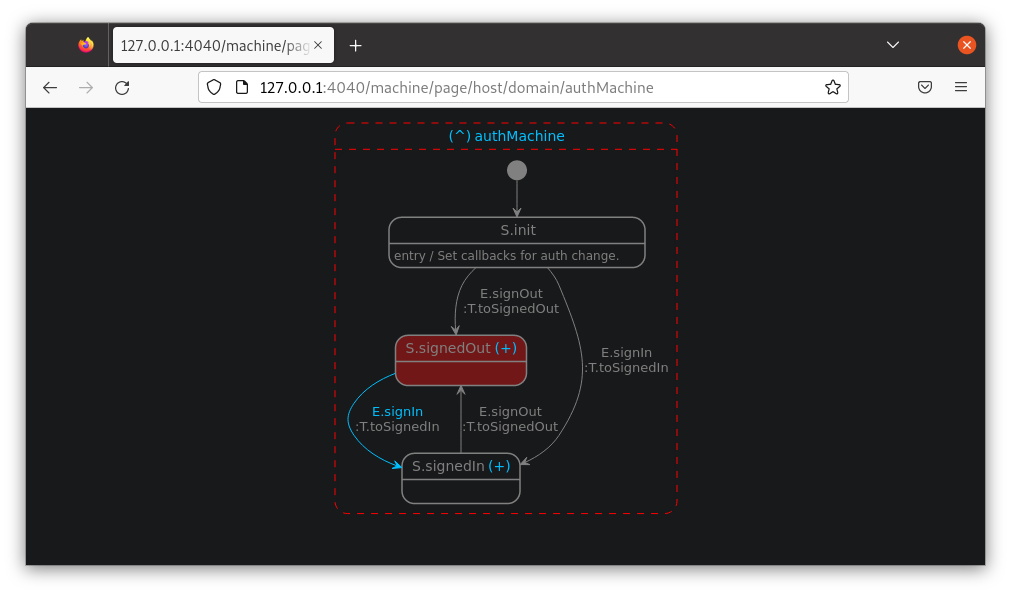 127.0.0.1:4040/machine/pag
127.0.0.1:4040/machine/page/host/domain/authMachine
(^) authMachine
S.init
entry / Set callbacks for auth change.
E.signOut
:T.toSignedOut
S.signedOut (+)
E.signIn
:T.toSignedIn
E.signIn
:T.toSignedIn
E.signOut
:T.toSignedOut
S.signedIn (+)